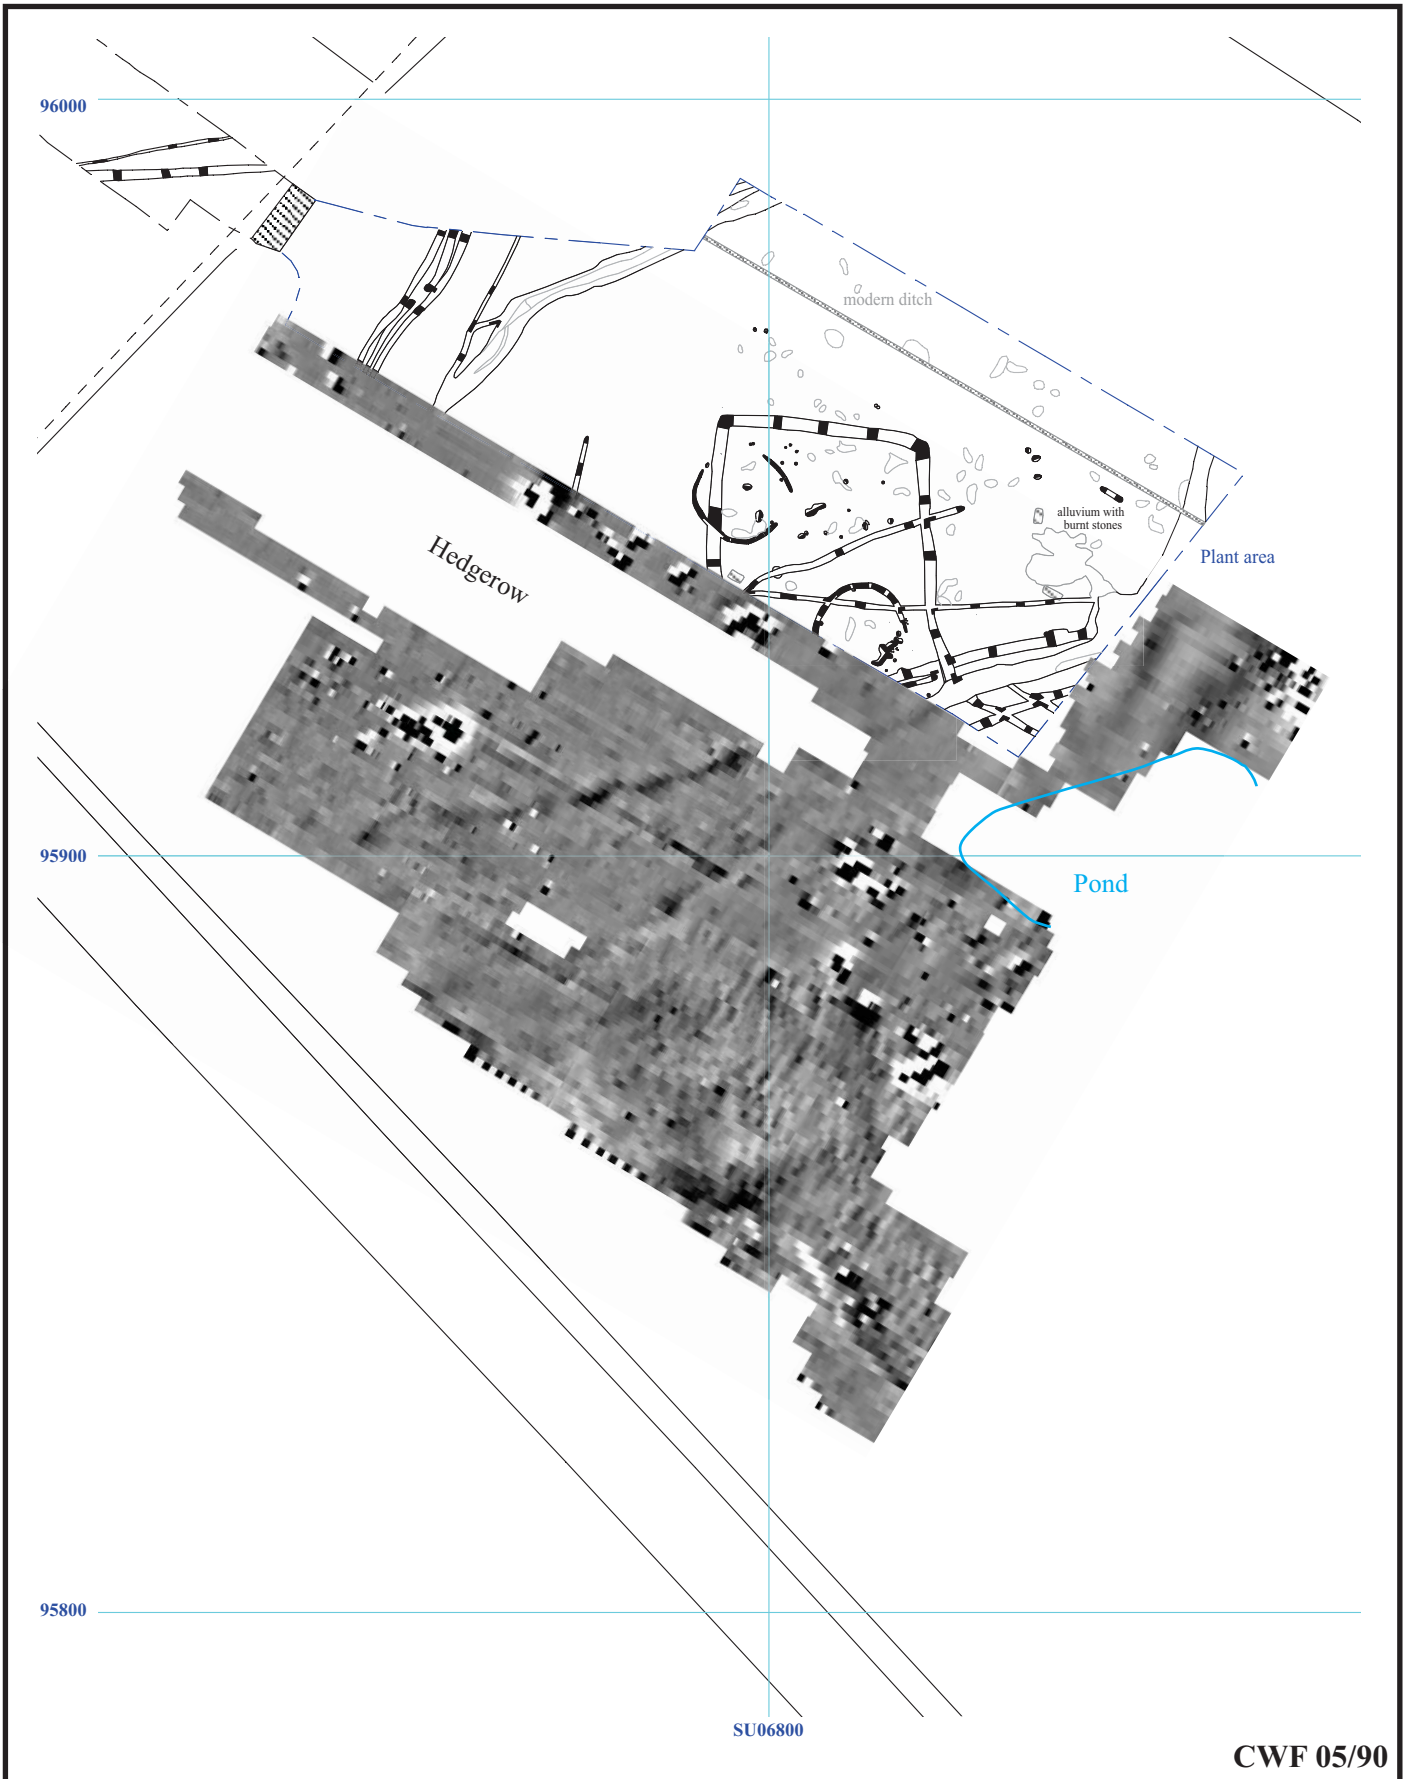 96000
modern ditch
alluvium with
burnt stones
Hedgerow
Plant area
95900
Pond
95800
SU06800
CWF 05/90